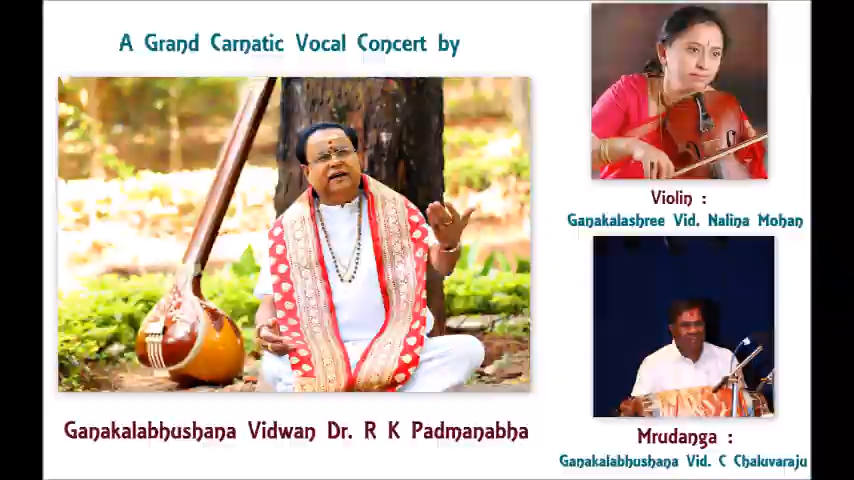 A Grand Carnatic Vocal Concert by
Ganakalabhushana Vidwan Dr. R K Padmanabha
Violin :
Ganakalashree Vid. Nalina Mohan
Mrudanga :
Ganakalabhushana Vid. C Chaluvaraju